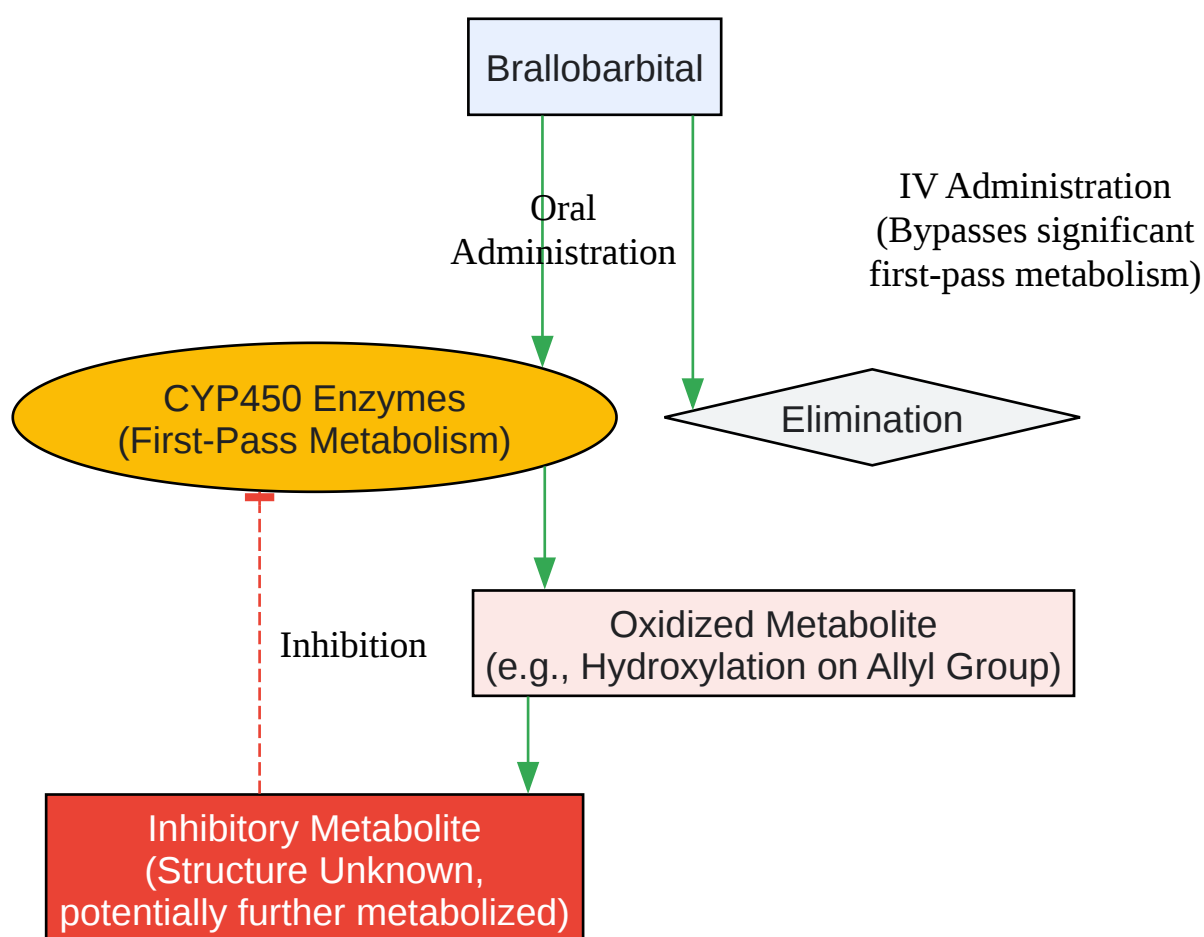 Brallobarbital
Oral
Administration
IV Administration
(Bypasses significant
first-pass metabolism)
CYP450 Enzymes
(First-Pass Metabolism)
Elimination
Oxidized Metabolite
(e.g., Hydroxylation on Allyl Group)
Inhibition
Inhibitory Metabolite
(Structure Unknown,
potentially further metabolized)